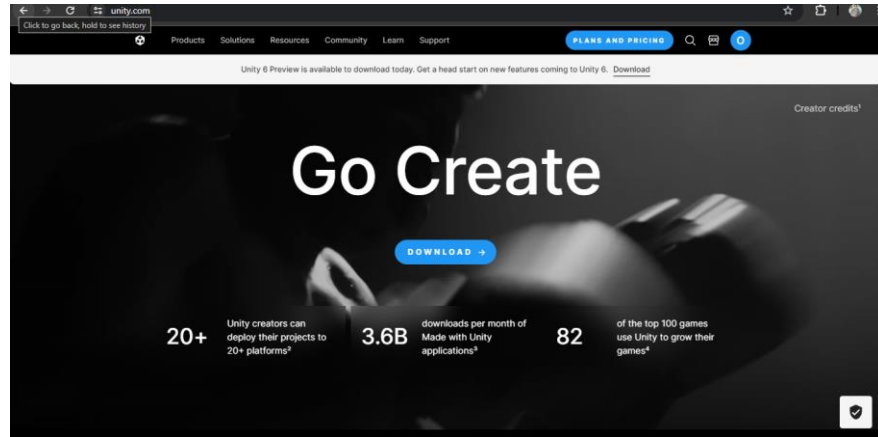 unity.com
Click to go back, hold to see history
Products Solutions Resources Community Learn Support PLANS AND PRICING O
Unity 6 Preview is available to download today. Get a head start on new features coming to Unity 6. Download
Creator credits¹
Go Create
DOWNLOAD →
20+
Unity creators can
deploy their projects to
20+ platforms²
3.6B
downloads per month of
Made with Unity
applications³
82
of the top 100 games
use Unity to grow their
games⁴